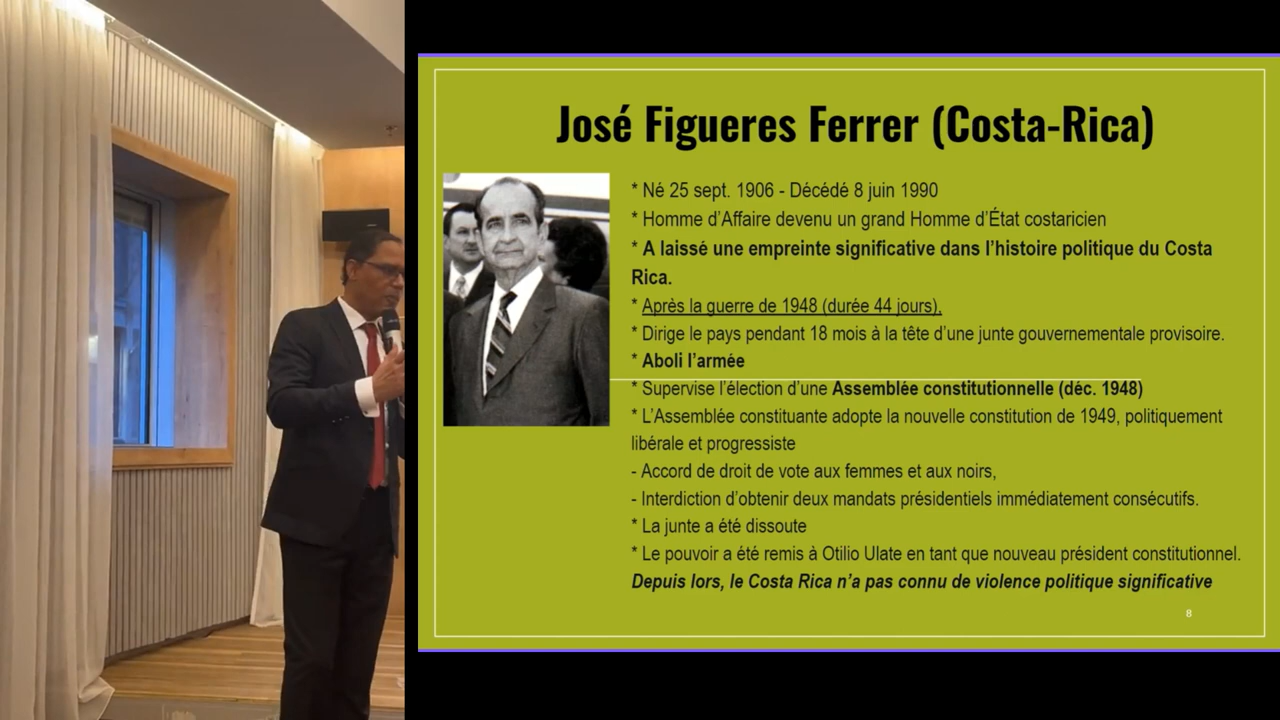 José Figueres Ferrer (Costa-Rica)
* Né 25 sept. 1906 - Décédé 8 juin 1990
* Homme d’Affaire devenu un grand Homme d’État costaricien
* A laissé une empreinte significative dans l’histoire politique du Costa
Rica.
* Après la guerre de 1948 (durée 44 jours),
* Dirige le pays pendant 18 mois à la tête d’une junte gouvernementale provisoire.
* Aboli l’armée
* Supervise l’élection d’une Assemblée constitutionnelle (déc. 1948)
* L’Assemblée constituante adopte la nouvelle constitution de 1949, politiquement
libérale et progressiste
- Accord de droit de vote aux femmes et aux noirs,
- Interdiction d’obtenir deux mandats présidentiels immédiatement consécutifs.
* La junte a été dissoute
* Le pouvoir a été remis à Otilio Ulate en tant que nouveau président constitutionnel.
Depuis lors, le Costa Rica n’a pas connu de violence politique significative
8